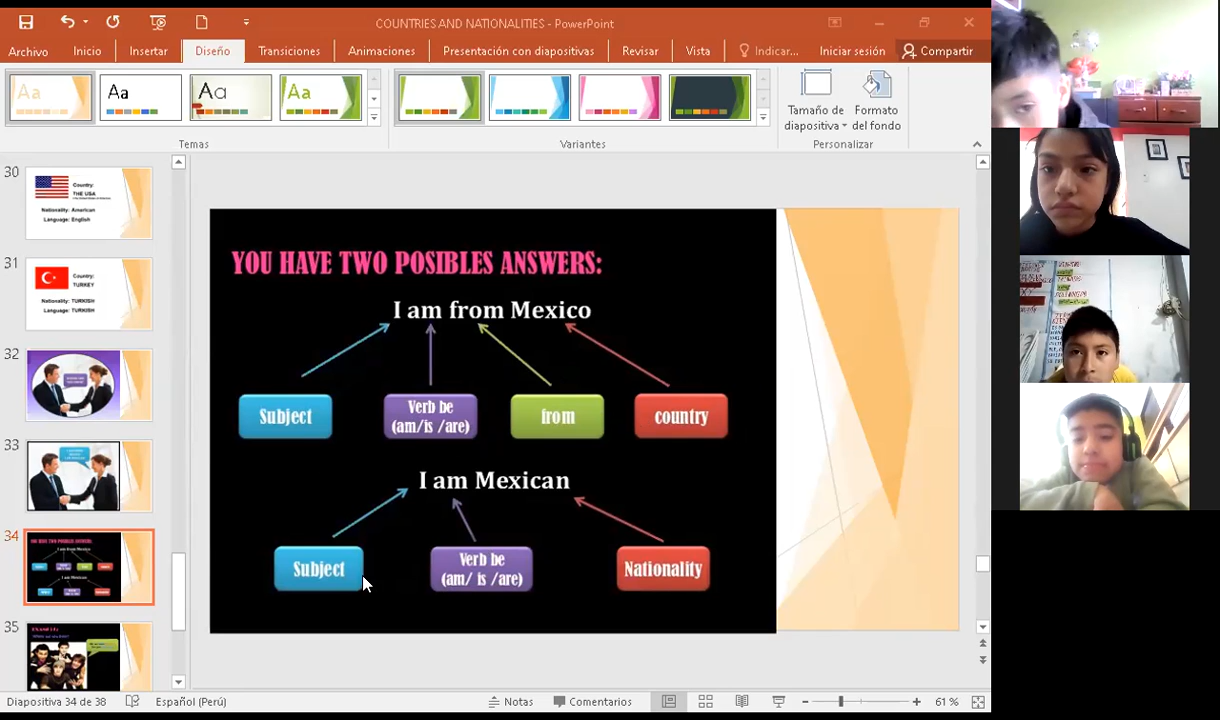 COUNTRIES AND NATIONALITIES - PowerPoint
Archivo Inicio Insertar Diseño Transiciones Animaciones Presentación con diapositivas Revisar Vista Indicar... Iniciar sesión Compartir
Aa Aa Aa Aa
Tamaño de diapositiva
Formato del fondo
Temas Variantes Personalizar
30
Country:
THE USA
Nationality: American
Language: English
31
Country:
TURKEY
Nationality: TURKISH
Language: TURKISH
32
33
34
35
YOU HAVE TWO POSIBLES ANSWERS:
I am from Mexico
Subject
Verb be
(am/is /are)
from
country
I am Mexican
Subject
Verb be
(am/ is /are)
Nationality
Diapositiva 34 de 38 Español (Perú) Notas Comentarios 61 %